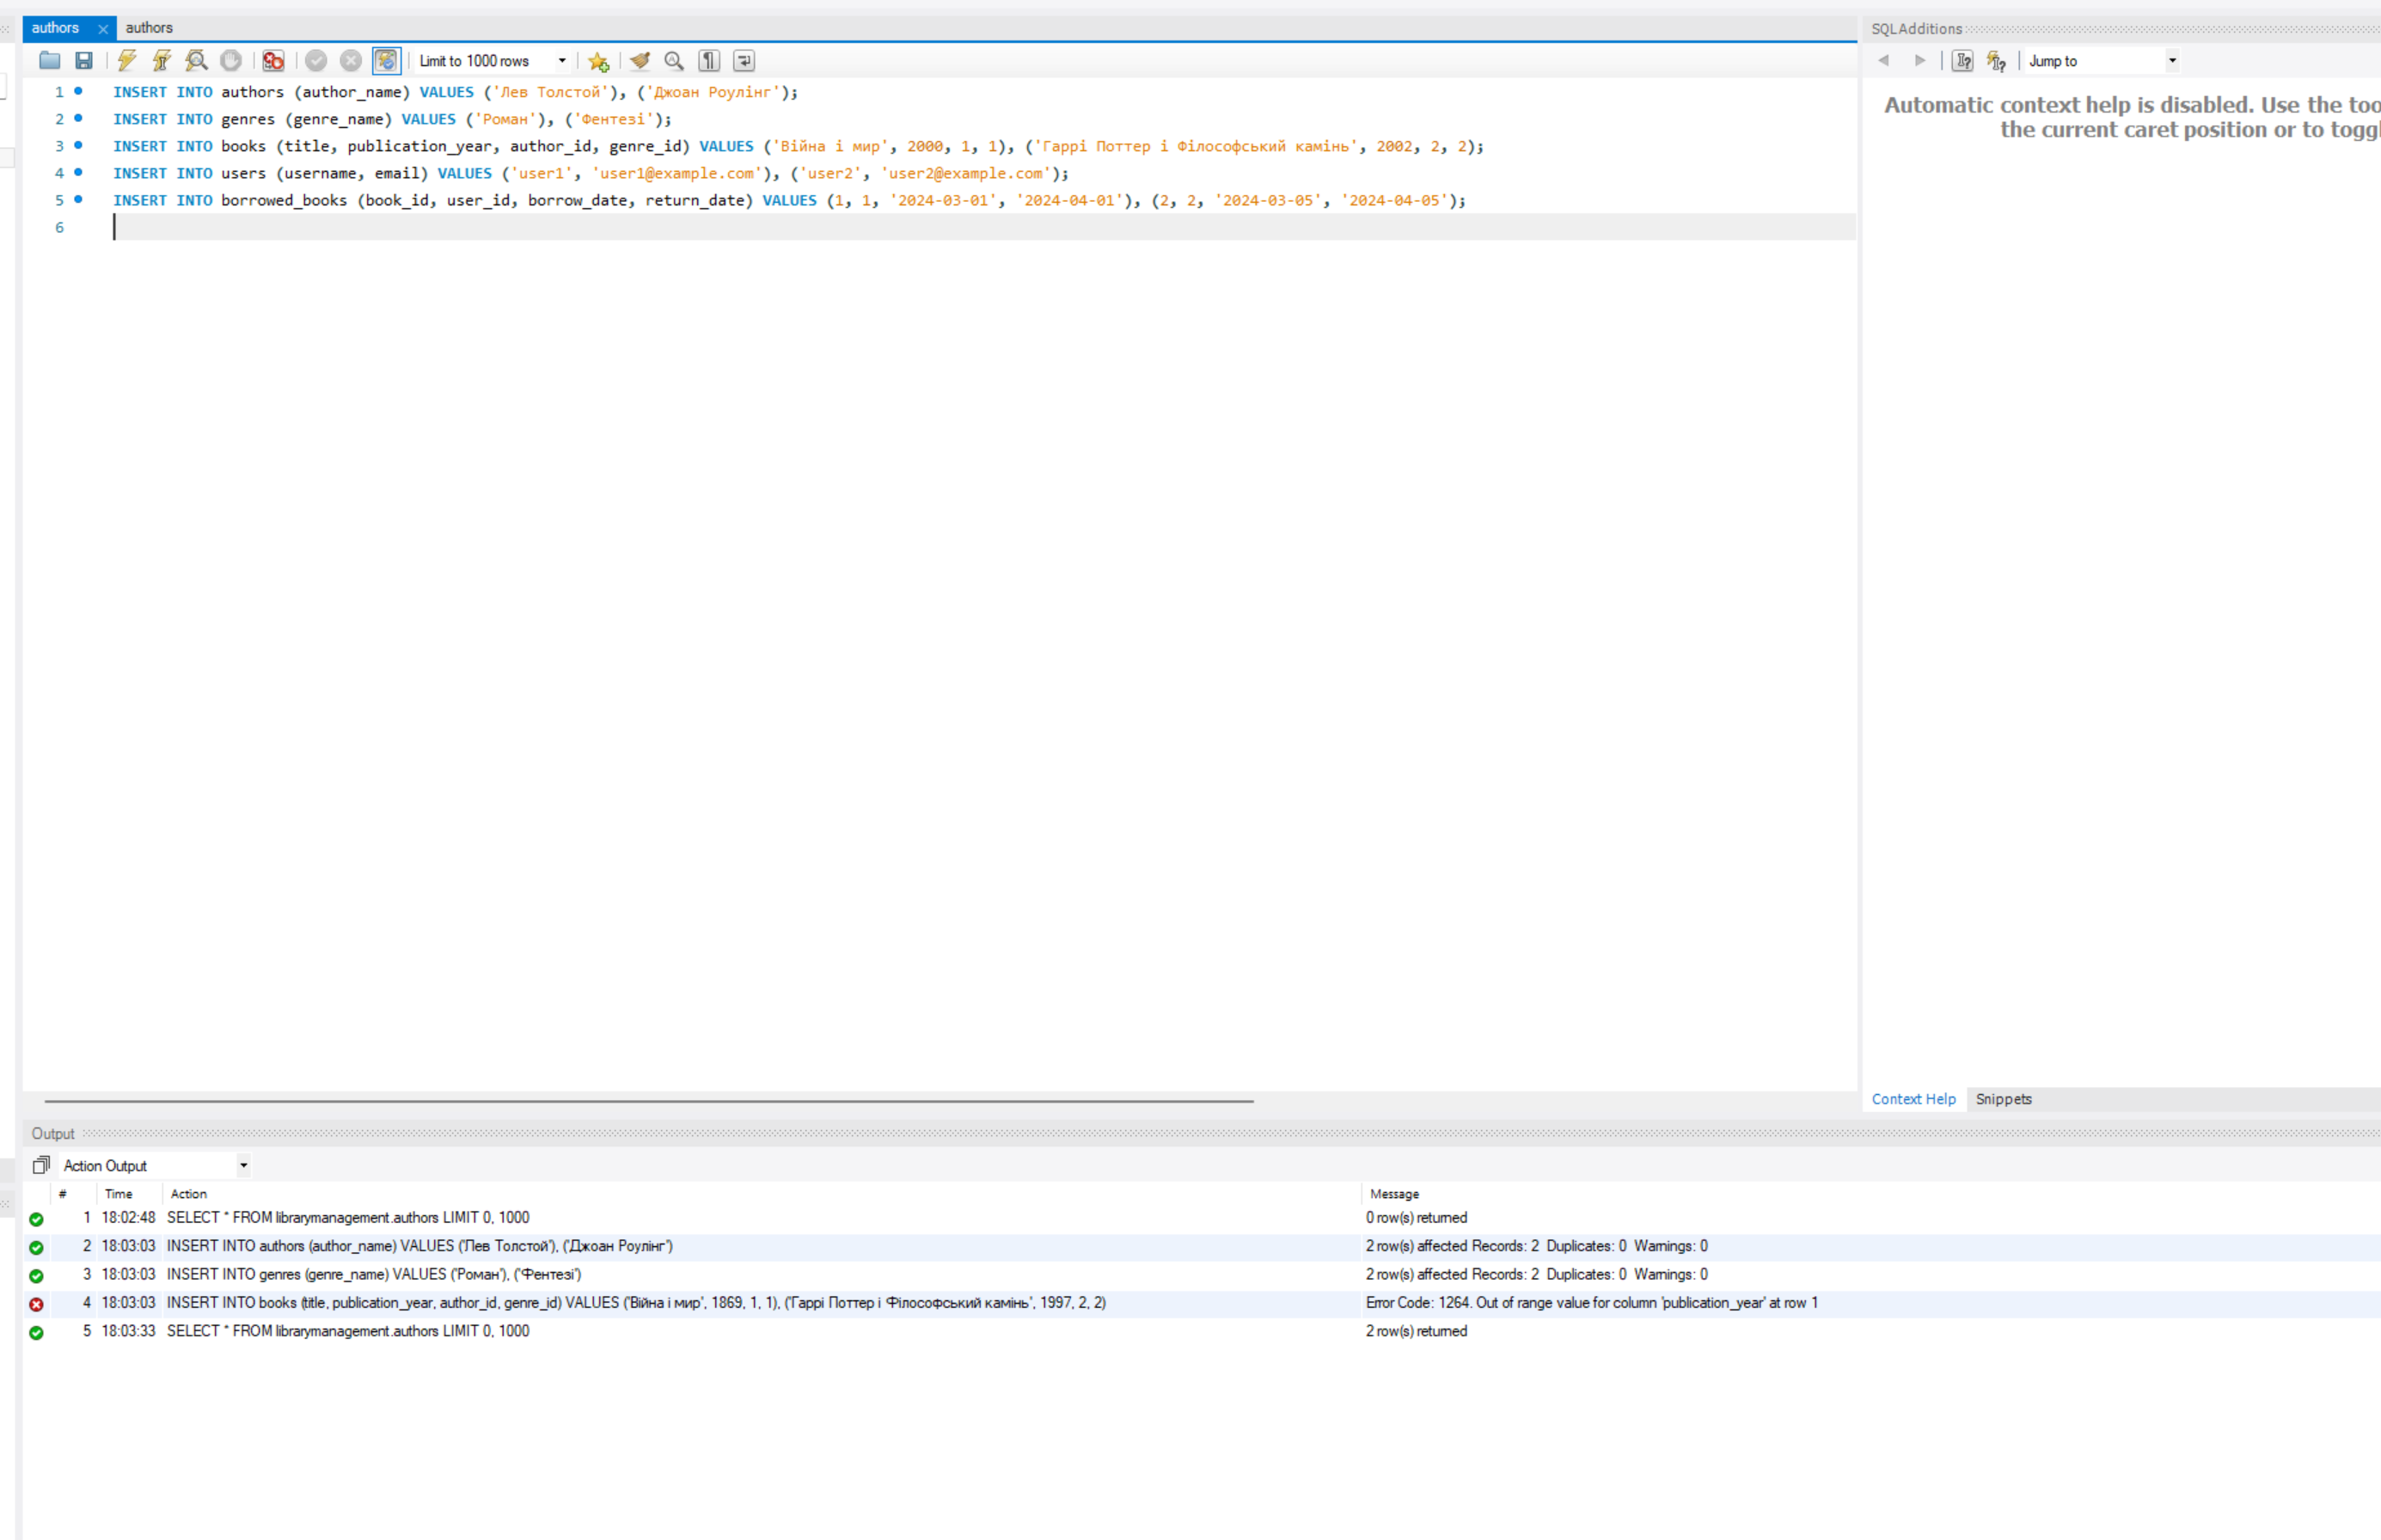 authors × authors
SQLAdditions
Limit to 1000 rows
Jump to
Automatic context help is disabled. Use the
the current caret position or to
1 INSERT INTO authors (author_name) VALUES ('Лев Толстой'), ('Джоан Роулінг');
2 INSERT INTO genres (genre_name) VALUES ('Роман'), ('Фентезі');
3 INSERT INTO books (title, publication_year, author_id, genre_id) VALUES ('Війна і мир', 2000, 1, 1), ('Гаррі Поттер і Філософський камінь', 2002, 2, 2);
4 INSERT INTO users (username, email) VALUES ('user1', 'user1@example.com'), ('user2', 'user2@example.com');
5 INSERT INTO borrowed_books (book_id, user_id, borrow_date, return_date) VALUES (1, 1, '2024-03-01', '2024-04-01'), (2, 2, '2024-03-05', '2024-04-05');
6
Context Help Snippets
Output
Action Output
# Time Action Message
1 18:02:48 SELECT * FROM librarymanagement.authors LIMIT 0, 1000 0 row(s) returned
2 18:03:03 INSERT INTO authors (author_name) VALUES ('Лев Толстой'), ('Джоан Роулінг') 2 row(s) affected Records: 2 Duplicates: 0 Warnings: 0
3 18:03:03 INSERT INTO genres (genre_name) VALUES ('Роман'), ('Фентезі') 2 row(s) affected Records: 2 Duplicates: 0 Warnings: 0
4 18:03:03 INSERT INTO books (title, publication_year, author_id, genre_id) VALUES ('Війна і мир', 1869, 1, 1), ('Гаррі Поттер і Філософський камінь', 1997, 2, 2) Error Code: 1264. Out of range value for column 'publication_year' at row 1
5 18:03:33 SELECT * FROM librarymanagement.authors LIMIT 0, 1000 2 row(s) returned